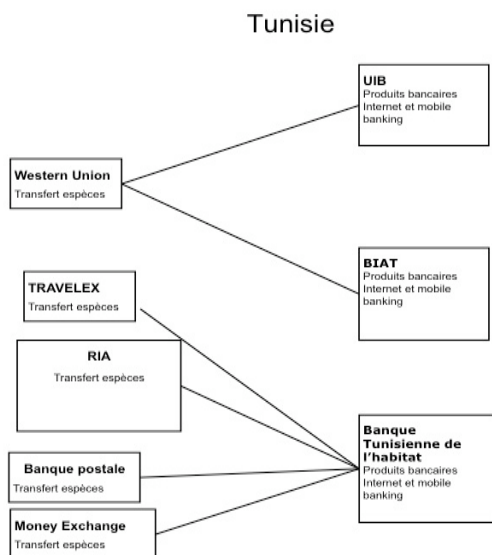 Tunisie
UIB
Produits bancaires
Internet et mobile
banking
Western Union
Transfert espèces
BIAT
Produits bancaires
Internet et mobile
banking
TRAVELEX
Transfert espèces
RIA
Transfert espèces
Banque
Tunisienne de
l'habitat
Produits bancaires
Internet et mobile
banking
Banque postale
Transfert espèces
Money Exchange
Transfert espèces